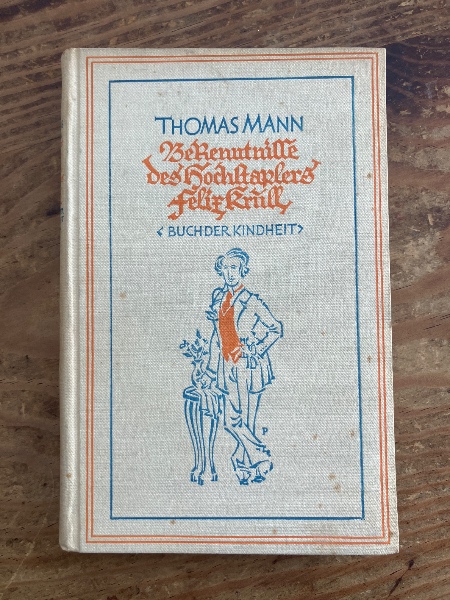 THOMAS MANN
Bekenntnisse
des Hochstaplers
Felix Krull
‹ BUCH DER KINDHEIT ›
P